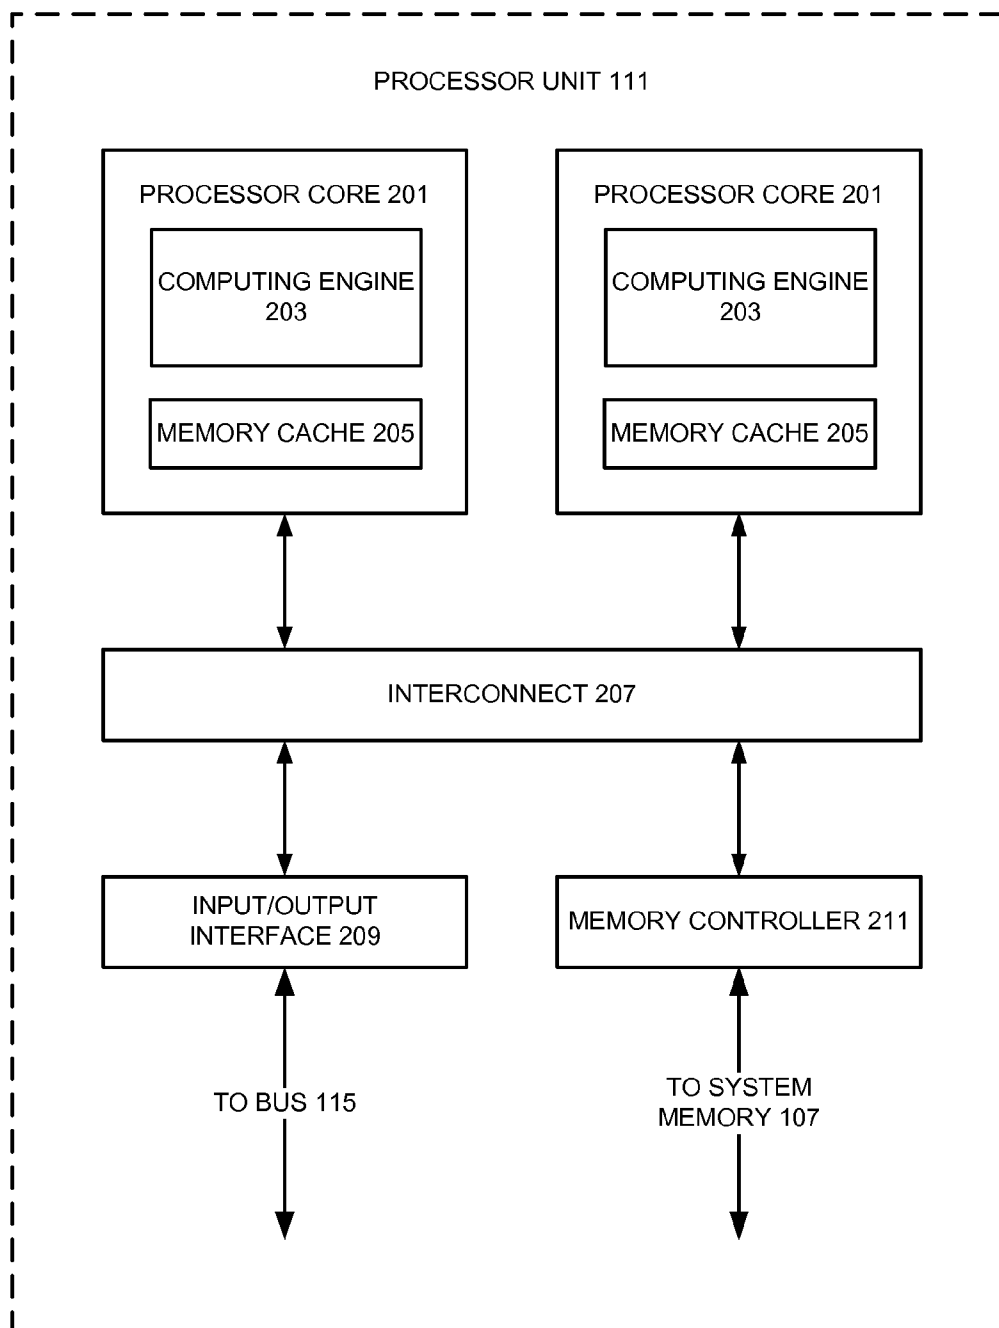 PROCESSOR UNIT 111
PROCESSOR CORE 201
COMPUTING ENGINE
203
MEMORY CACHE 205
PROCESSOR CORE 201
COMPUTING ENGINE
203
MEMORY CACHE 205
INTERCONNECT 207
INPUT/OUTPUT
INTERFACE 209
MEMORY CONTROLLER 211
TO BUS 115
TO SYSTEM
MEMORY 107